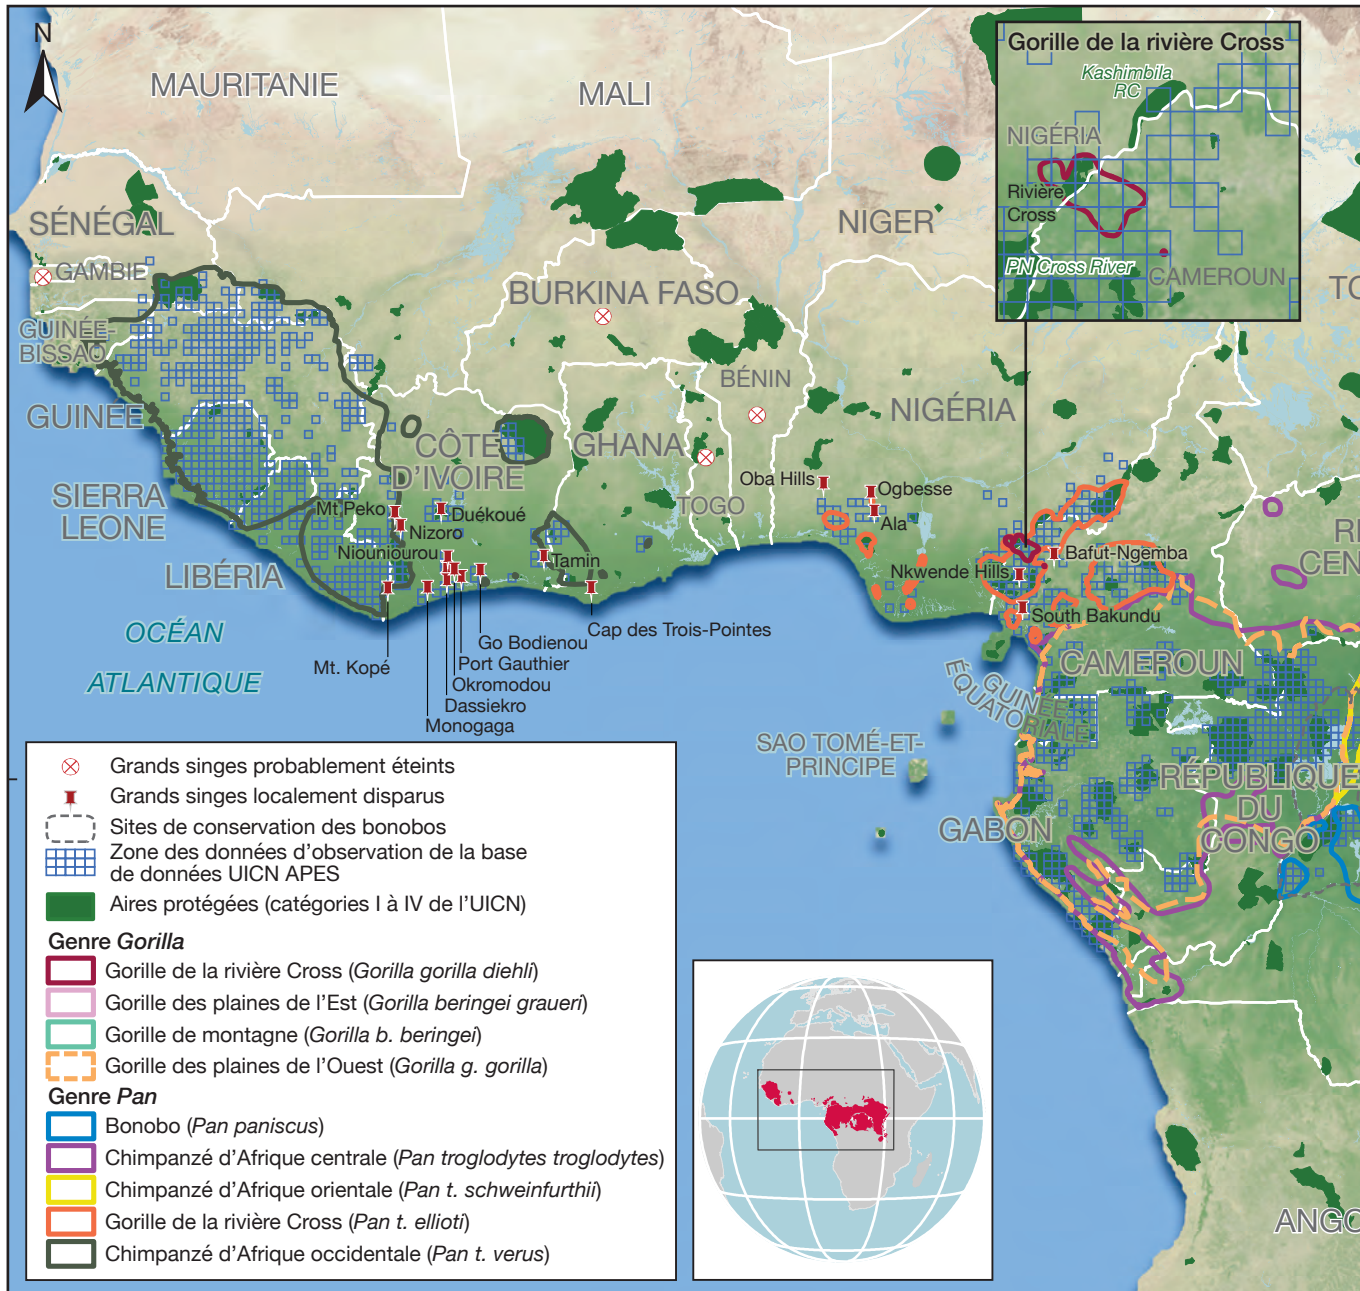 N
MAURITANIE
MALI
NIGER
SÉNÉGAL
GAMBIE
GUINÉE-
BISSAO
GUINÉE
SIERRA
LEONE
LIBÉRIA
BURKINA FASO
CÔTE
D'IVOIRE
GHANA
TOGO
BÉNIN
NIGÉRIA
CAMEROUN
GUINÉE
ÉQUATORIALE
SAO TOMÉ-ET-
PRINCIPE
GABON
RÉPUBLIQUE
DU
CONGO
TC
RÉ
CEN
ANGO
OCÉAN
ATLANTIQUE
Gorille de la rivière Cross
Kashimbila
RC
NIGÉRIA
Rivière
Cross
PN Cross River
CAMEROUN
Mt Peko
Nizoro
Duékoué
Niouniourou
Tamin
Mt. Kopé
Go Bodienou
Port Gauthier
Okromodou
Dassiekro
Monogaga
Cap des Trois-Pointes
Oba Hills
Ogbesse
Ala
Bafut-Ngemba
Nkwende Hills
South Bakundu
Grands singes probablement éteints
Grands singes localement disparus
Sites de conservation des bonobos
Zone des données d'observation de la base
de données UICN APES
Aires protégées (catégories I à IV de l'UICN)
Genre Gorilla
Gorille de la rivière Cross (Gorilla gorilla diehli)
Gorille des plaines de l'Est (Gorilla beringei graueri)
Gorille de montagne (Gorilla b. beringei)
Gorille des plaines de l'Ouest (Gorilla g. gorilla)
Genre Pan
Bonobo (Pan paniscus)
Chimpanzé d'Afrique centrale (Pan troglodytes troglodytes)
Chimpanzé d'Afrique orientale (Pan t. schweinfurthii)
Gorille de la rivière Cross (Pan t. ellioti)
Chimpanzé d'Afrique occidentale (Pan t. verus)